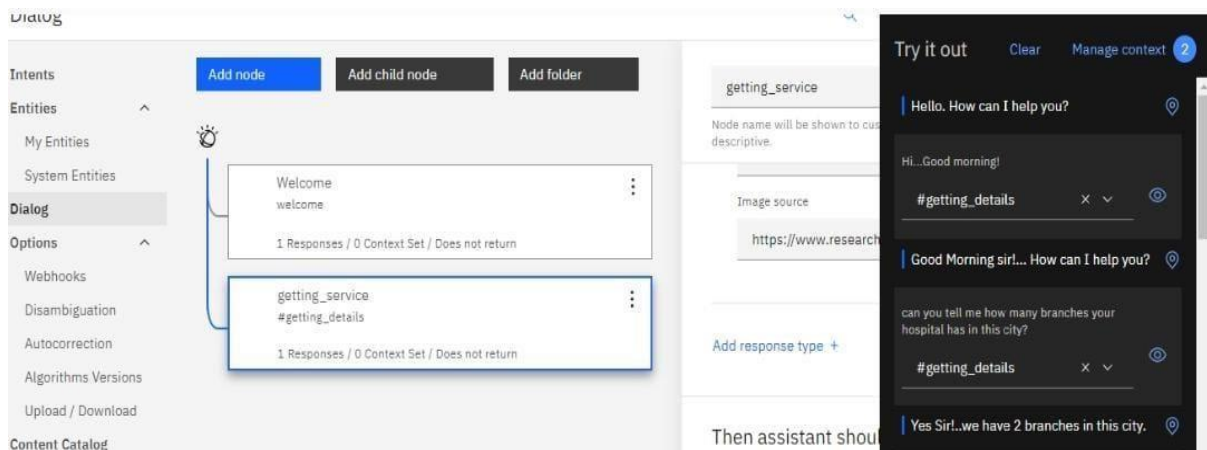 Dialog
Intents
Entities
My Entities
System Entities
Dialog
Options
Webhooks
Disambiguation
Autocorrection
Algorithms Versions
Upload / Download
Content Catalog
Add node
Add child node
Add folder
Welcome
welcome
1 Responses / 0 Context Set / Does not return
getting_service
#getting_details
1 Responses / 0 Context Set / Does not return
getting_service
Node name will be shown to cus
descriptive.
Image source
https://www.research
Add response type +
Then assistant shoul
Try it out
Clear
Manage context 2
Hello. How can I help you?
Hi...Good morning!
#getting_details
Good Morning sir!... How can I help you?
can you tell me how many branches your
hospital has in this city?
#getting_details
Yes Sir!..we have 2 branches in this city.